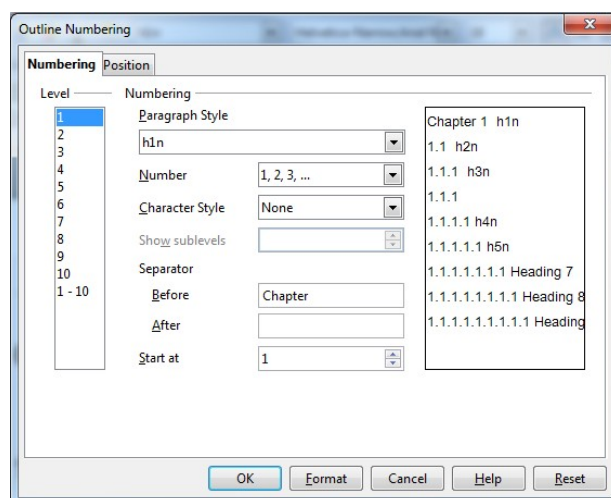 Outline Numbering
Numbering Position
Level
1
2
3
4
5
6
7
8
9
10
1 - 10
Numbering
Paragraph Style
h1n
Number 1, 2, 3, ...
Character Style None
Show sublevels
Separator
Before Chapter
After
Start at 1
Chapter 1 h1n
1.1 h2n
1.1.1 h3n
1.1.1
1.1.1.1 h4n
1.1.1.1.1 h5n
1.1.1.1.1.1.1 Heading 7
1.1.1.1.1.1.1.1 Heading 8
1.1.1.1.1.1.1.1.1 Heading
OK Format Cancel Help Reset